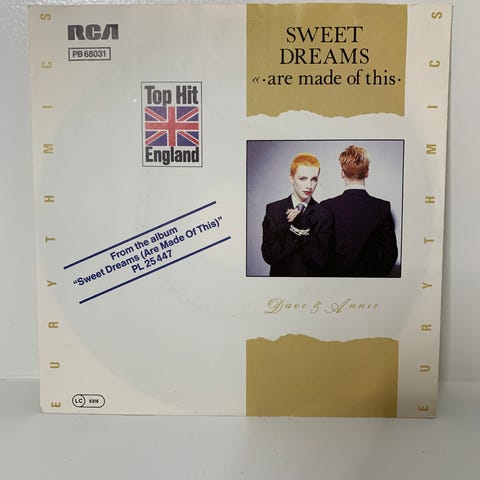 RCA
PB 68031
SWEET
DREAMS
«·are made of this·
Top Hit
England
From the album
"Sweet Dreams (Are Made Of This)"
PL 25 447
Dave & Annie
EURYTHMICS
EURYTHMICS
LC 0316